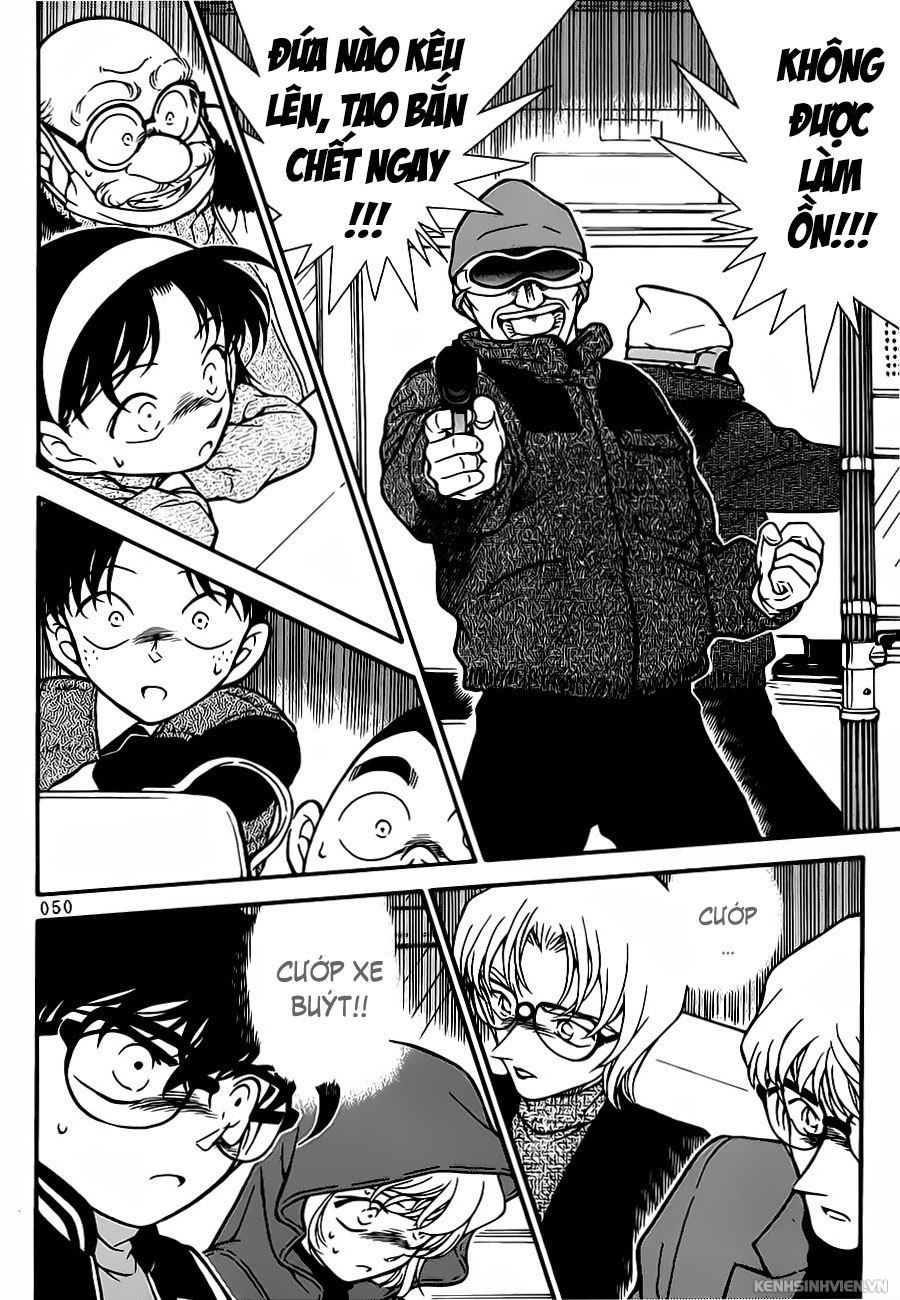 KHÔNG
ĐƯỢC
LÀM
ỒN!!!
ĐỨA NÀO KÊU
LÊN, TAO BẮN
CHẾT NGAY
!!!
050
CƯỚP
...
CƯỚP XE
BUÝT!!
KENHSINHVIEN.VN